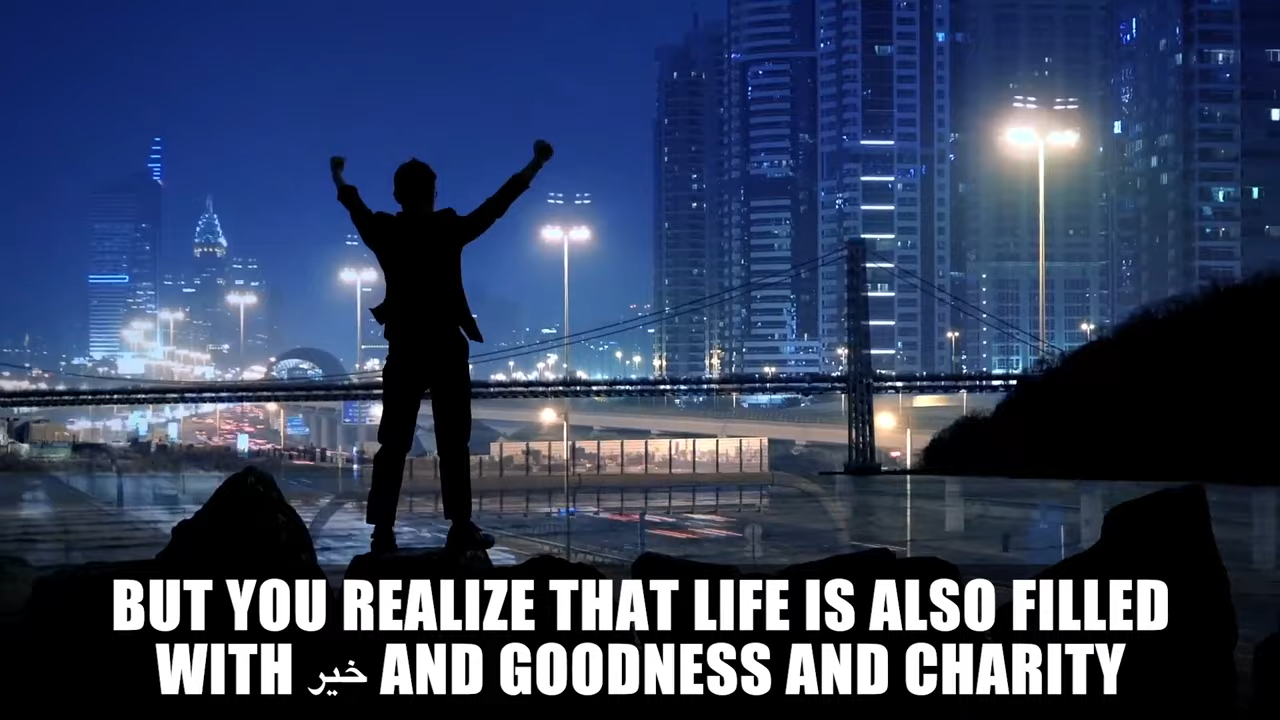 BUT YOU REALIZE THAT LIFE IS ALSO FILLED
WITH خير AND GOODNESS AND CHARITY